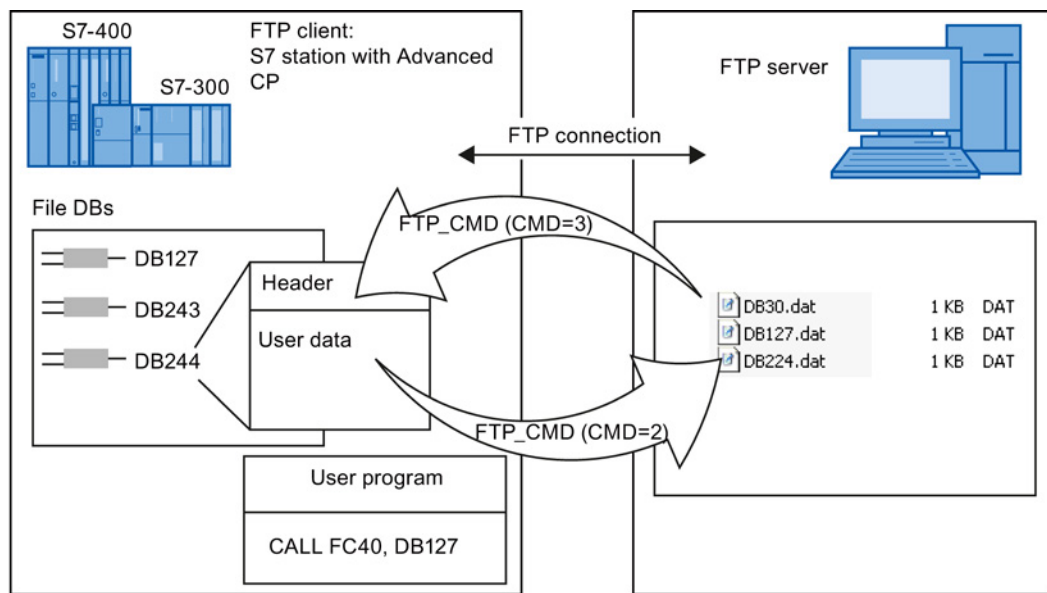 S7-400
S7-300
FTP client:
S7 station with Advanced
CP
FTP server
FTP connection
File DBs
DB127
DB243
DB244
Header
User data
FTP_CMD (CMD=3)
FTP_CMD (CMD=2)
DB30.dat 1 KB DAT
DB127.dat 1 KB DAT
DB224.dat 1 KB DAT
User program
CALL FC40, DB127